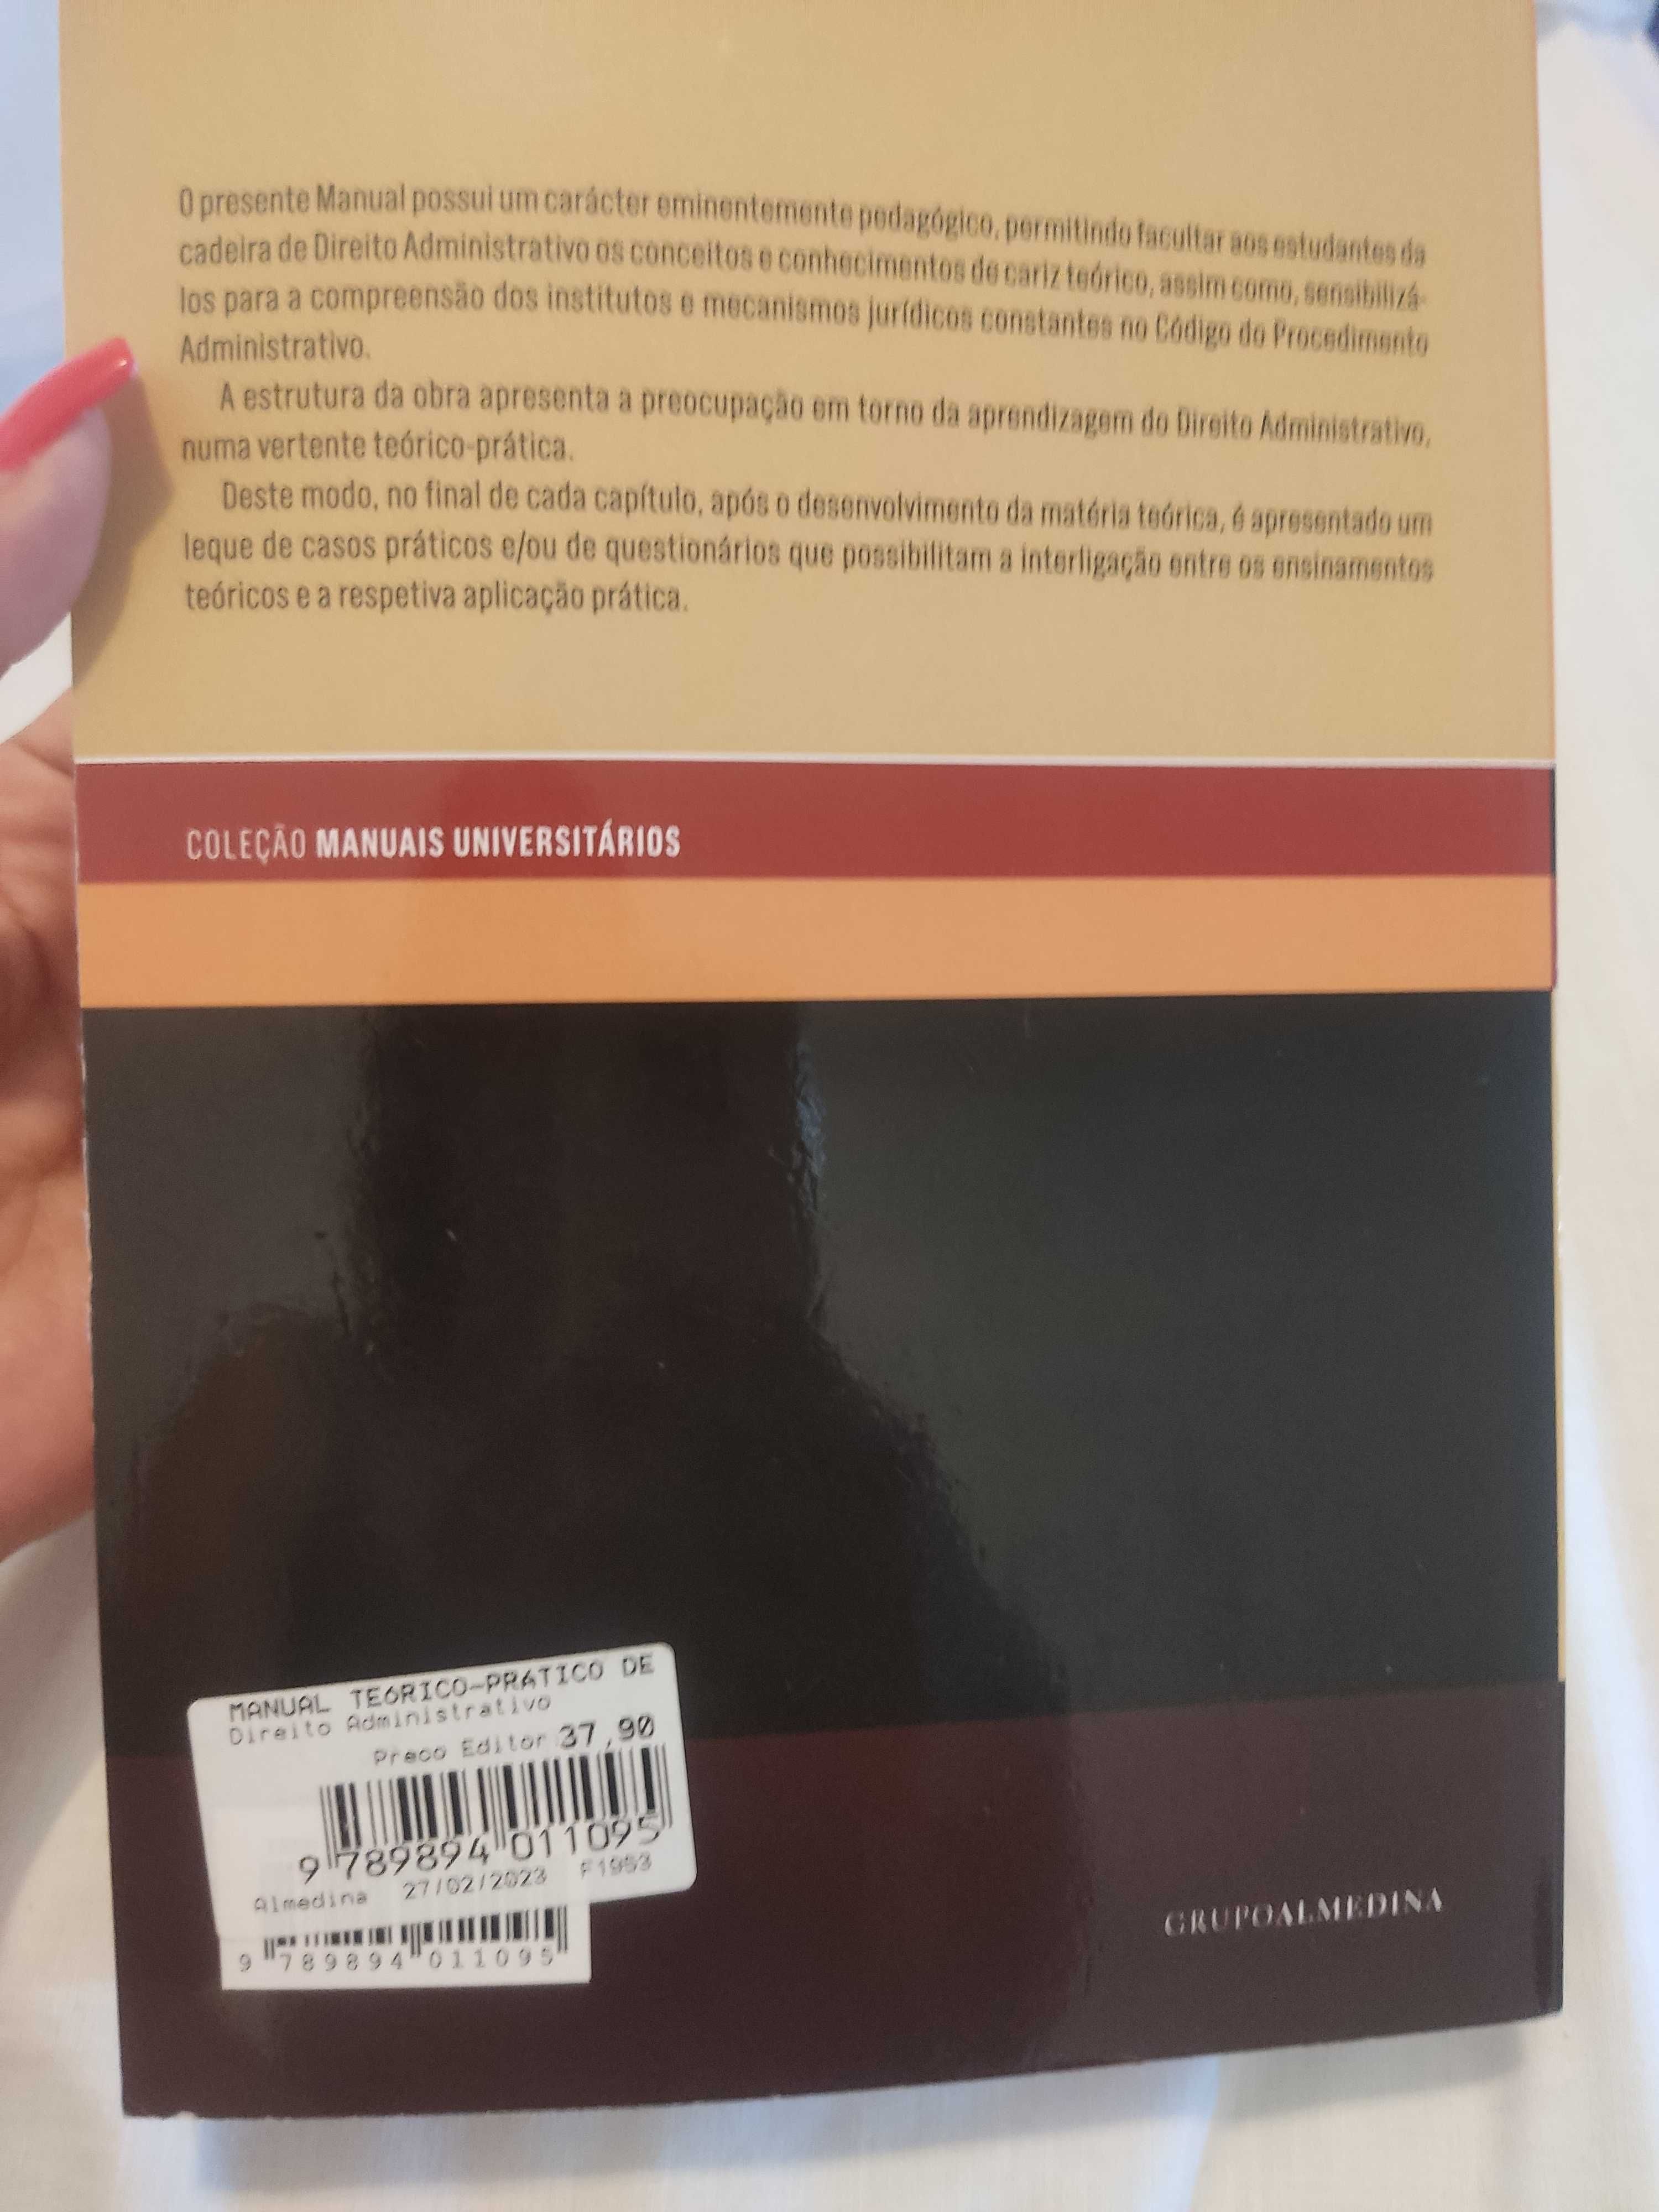 O presente Manual possui um carácter eminentemente pedagógico, permitindo facultar aos estudantes da
cadeira de Direito Administrativo os conceitos e conhecimentos de cariz teórico, assim como, sensibilizá-
los para a compreensão dos institutos e mecanismos jurídicos constantes no Código do Procedimento
Administrativo.
A estrutura da obra apresenta a preocupação em torno da aprendizagem do Direito Administrativo,
numa vertente teórico-prática.
Deste modo, no final de cada capítulo, após o desenvolvimento da matéria teórica, é apresentado um
leque de casos práticos e/ou de questionários que possibilitam a interligação entre os ensinamentos
teóricos e a respetiva aplicação prática.
COLEÇÃO MANUAIS UNIVERSITÁRIOS
MANUAL TEóRICO-PRáTICO DE
Direito Administrativo
Preco Editor 37,90
9 789894 011095
Almedina 27/02/2023 F1953
9 789894 011095
GRUPOALMEDINA